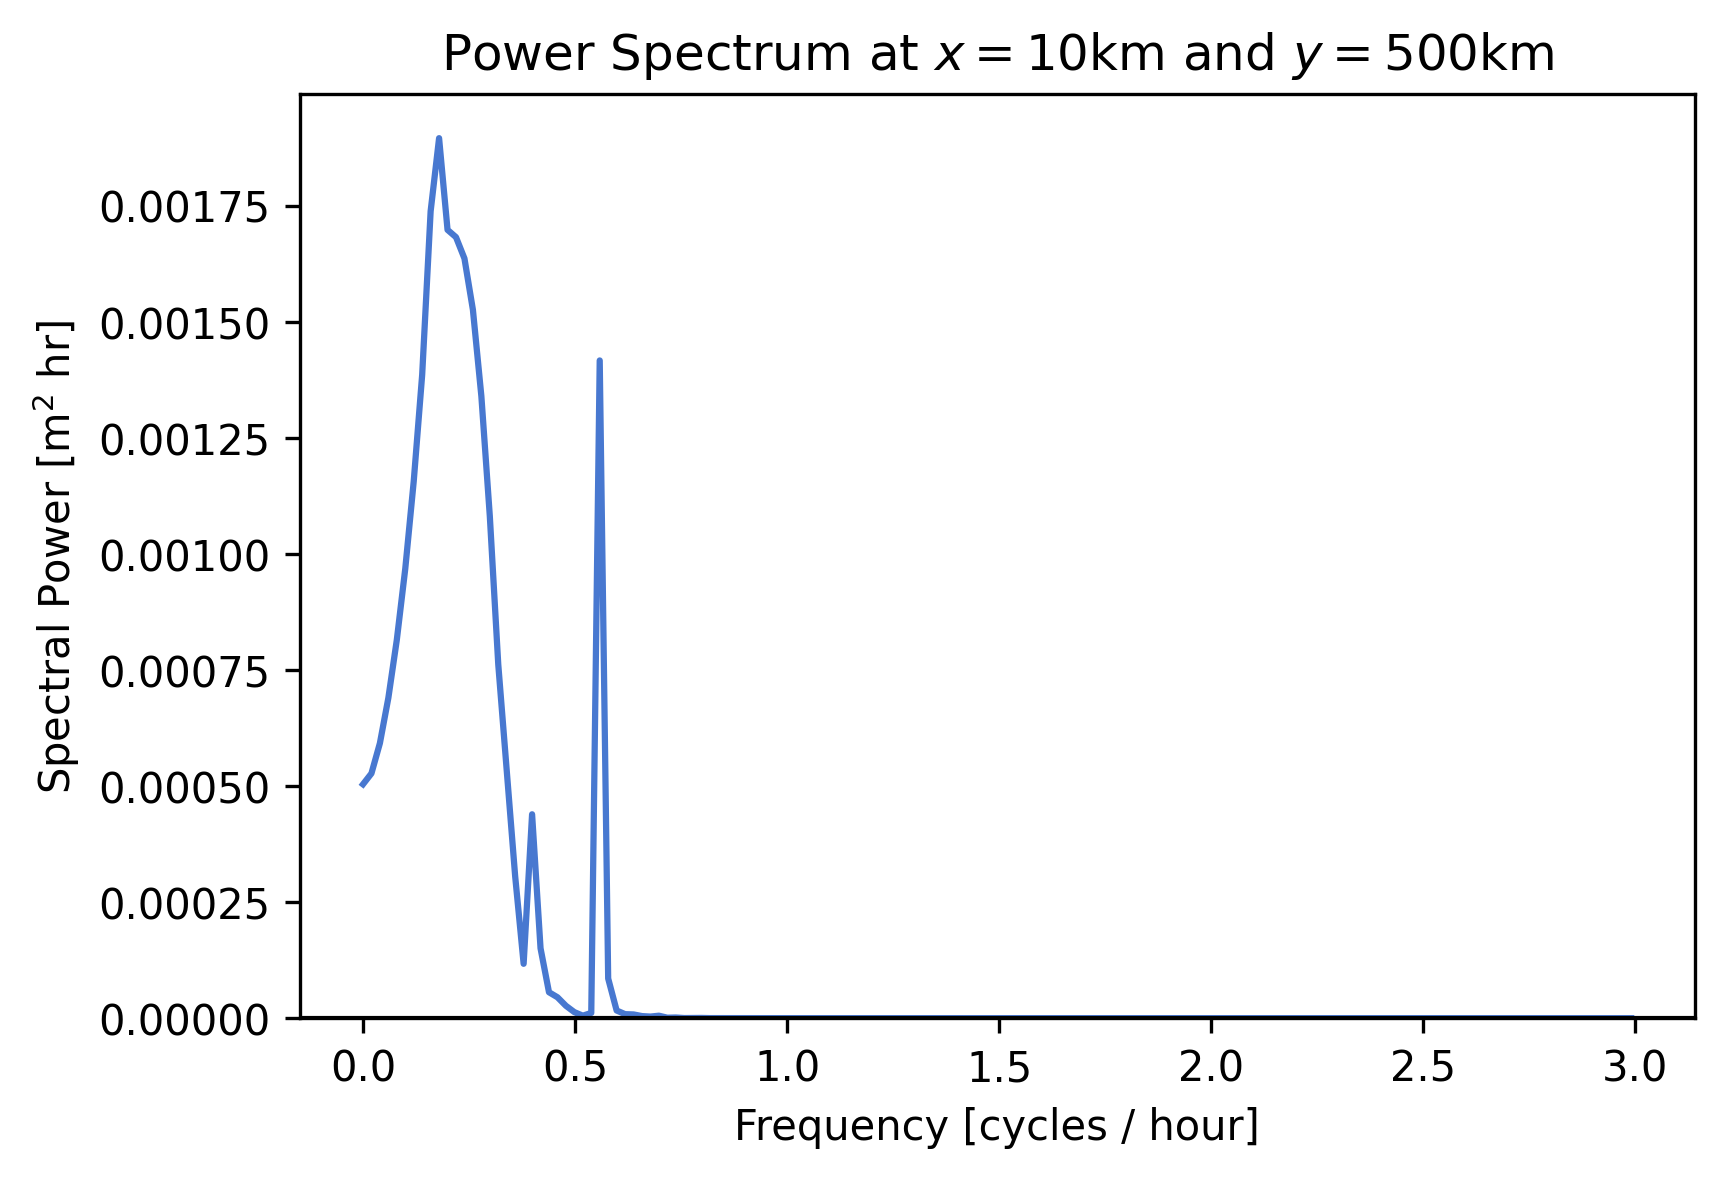 Power Spectrum at x = 10km and y = 500km
Spectral Power [m² hr]
0.00175
0.00150
0.00125
0.00100
0.00075
0.00050
0.00025
0.00000
0.0 0.5 1.0 1.5 2.0 2.5 3.0
Frequency [cycles / hour]